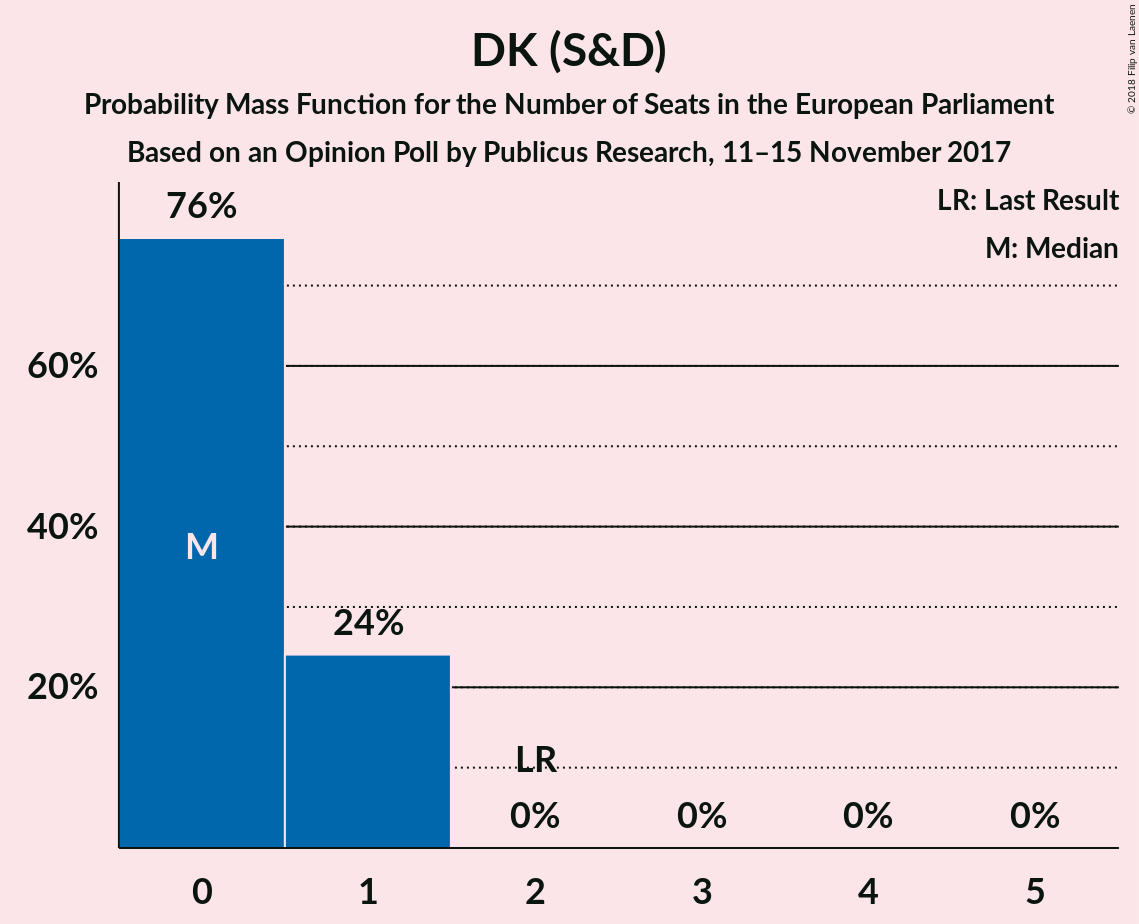 DK (S&D)
Probability Mass Function for the Number of Seats in the European Parliament
Based on an Opinion Poll by Publicus Research, 11–15 November 2017
© 2018 Filip van Laenen
LR: Last Result
M: Median
76%
60%
40%
M
24%
20%
LR
0%
0%
0%
0%
0
1
2
3
4
5